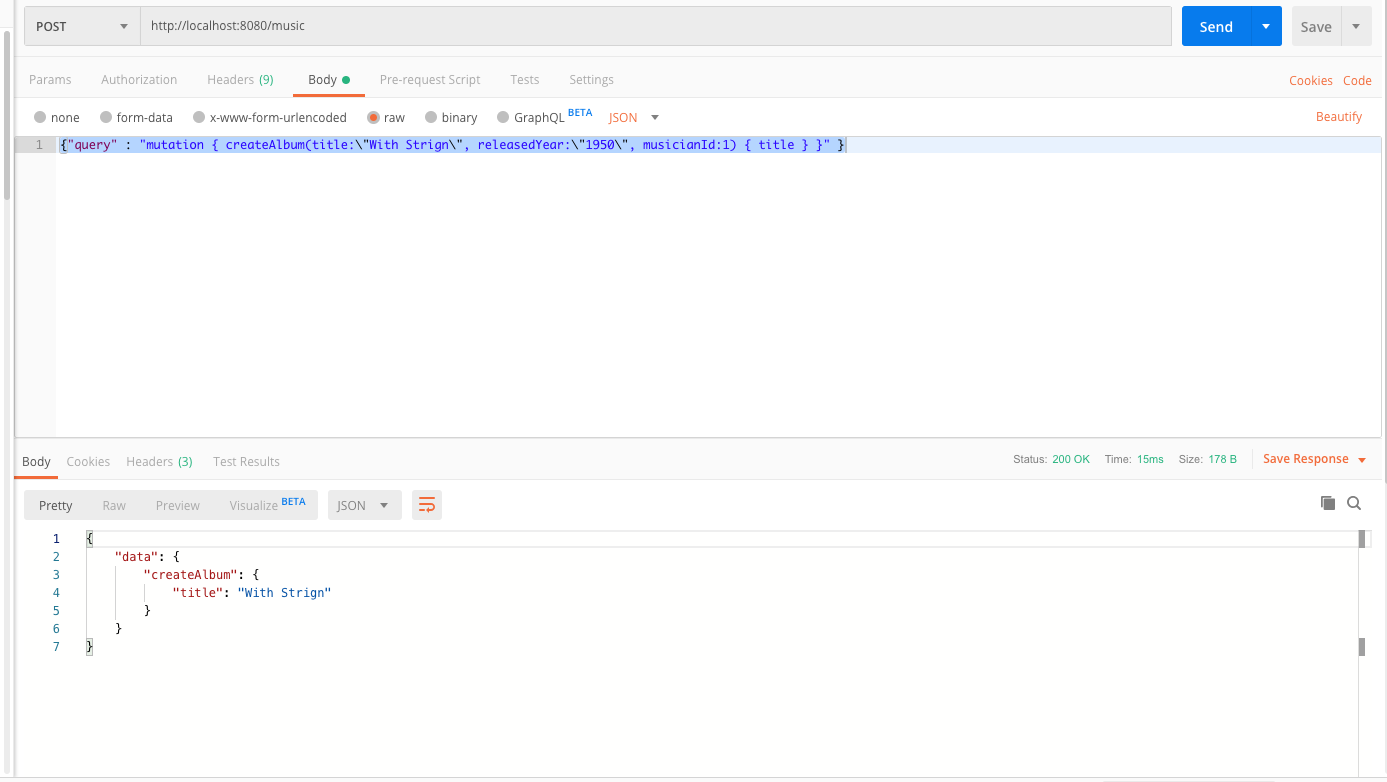 POST http://localhost:8080/music Send Save
Params Authorization Headers (9) Body Pre-request Script Tests Settings Cookies Code
none form-data x-www-form-urlencoded raw binary GraphQL BETA JSON Beautify
1 {"query" : "mutation { createAlbum(title:\"With Strign\", releasedYear:\"1950\", musicianId:1) { title } }" }
Body Cookies Headers (3) Test Results Status: 200 OK Time: 15ms Size: 178 B Save Response
Pretty Raw Preview Visualize BETA JSON
1 {
2 "data": {
3 "createAlbum": {
4 "title": "With Strign"
5 }
6 }
7 }